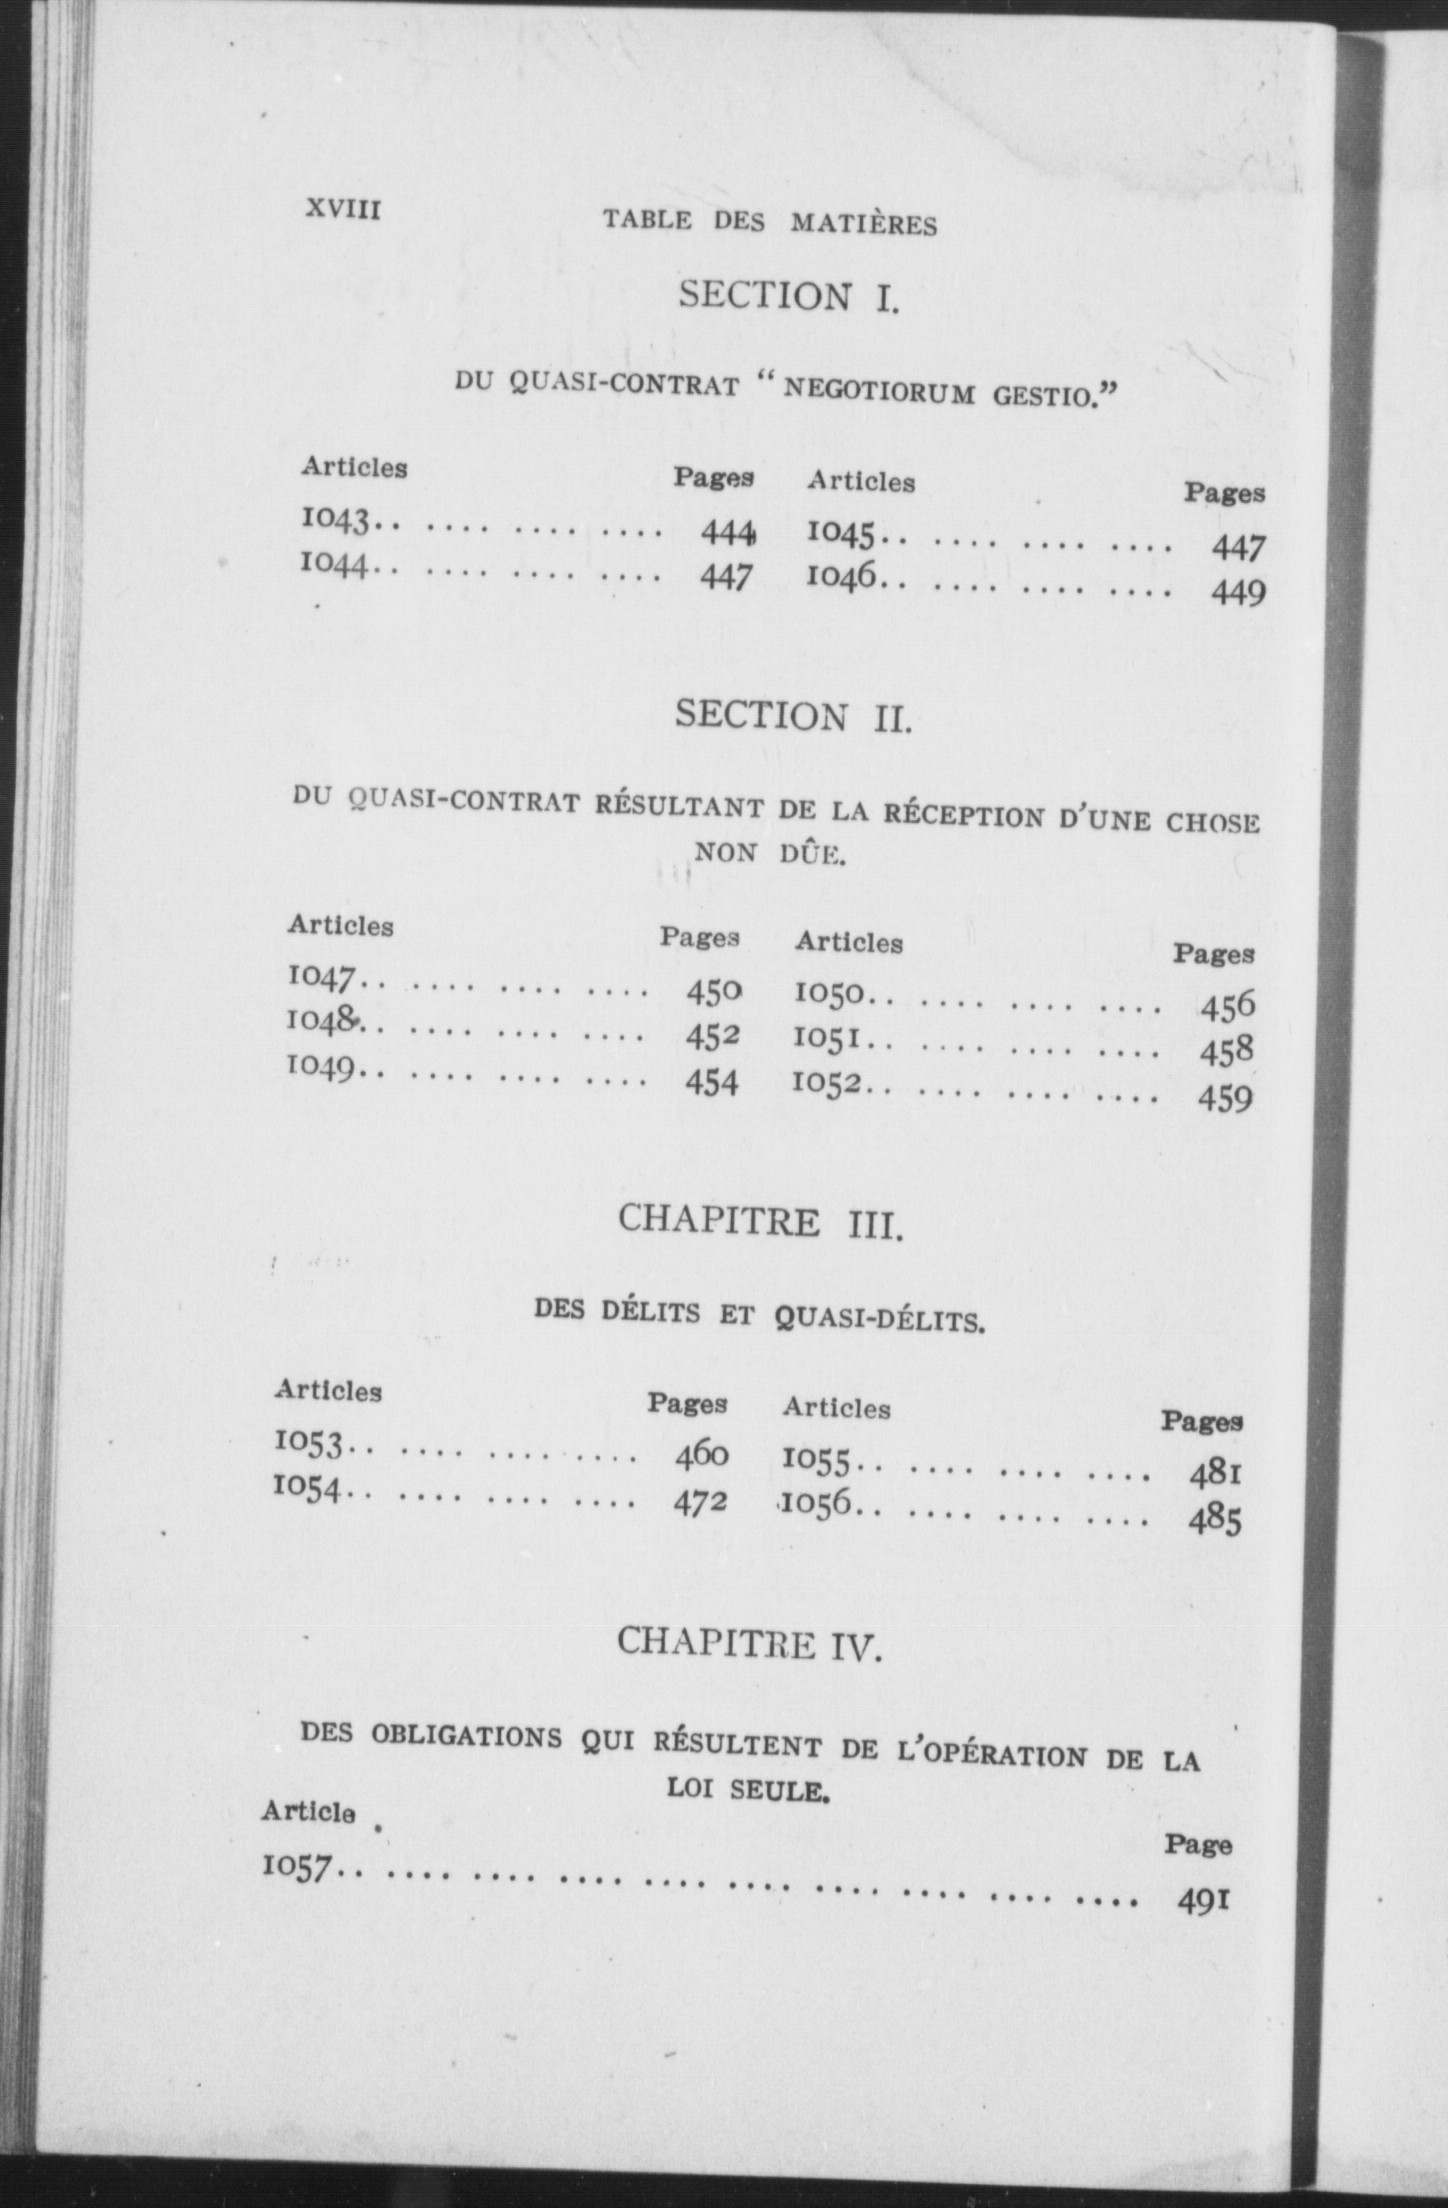 XVIII TABLE DES MATIÈRES
SECTION I.
DU QUASI-CONTRAT “ NEGOTIORUM GESTIO.”
Articles Pages Articles Pages
1043.. .... .... .... 444 1045.. .... .... .... 447
1044.. .... .... .... 447 1046.. .... .... .... 449
SECTION II.
DU QUASI-CONTRAT RÉSULTANT DE LA RÉCEPTION D'UNE CHOSE
NON DÛE.
Articles Pages Articles Pages
1047.. .... .... .... 450 1050.. .... .... .... 456
1048.. .... .... .... 452 1051.. .... .... .... 458
1049.. .... .... .... 454 1052.. .... .... .... 459
CHAPITRE III.
DES DÉLITS ET QUASI-DÉLITS.
Articles Pages Articles Pages
1053.. .... .... .... 460 1055.. .... .... .... 481
1054.. .... .... .... 472 1056.. .... .... .... 485
CHAPITRE IV.
DES OBLIGATIONS QUI RÉSULTENT DE L'OPÉRATION DE LA
LOI SEULE.
Article Page
1057.. .... .... .... .... .... .... .... .... .... 491